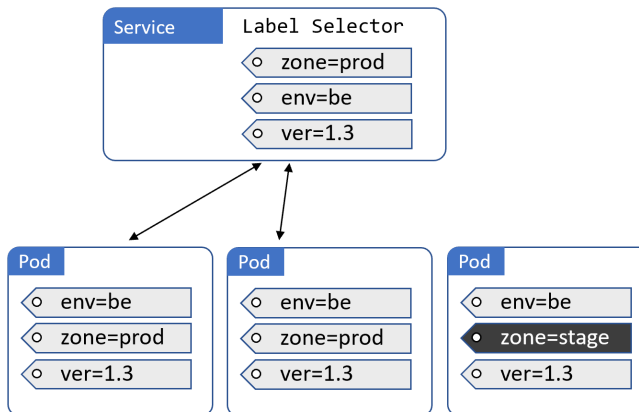 Service
Label Selector
zone=prod
env=be
ver=1.3
Pod
env=be
zone=prod
ver=1.3
Pod
env=be
zone=prod
ver=1.3
Pod
env=be
zone=stage
ver=1.3